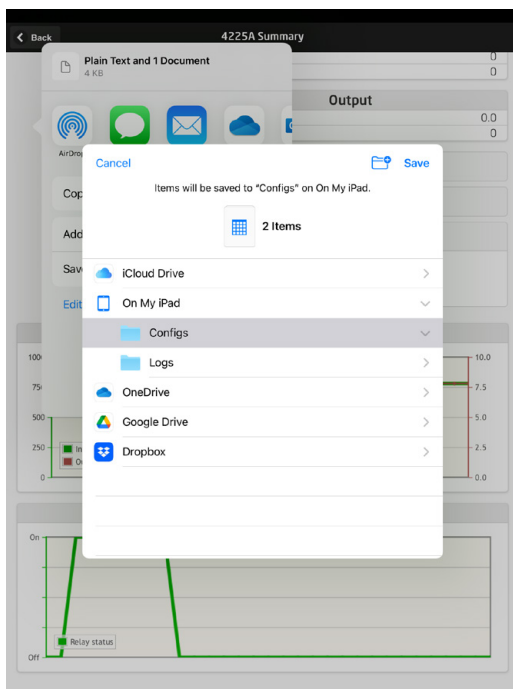 Back
4225A Summary
Plain Text and 1 Document
4 KB
0
0
Output
0.0
0
Cancel
Save
Items will be saved to “Configs” on On My iPad.
2 Items
Cop
Add
Sav
Edit
iCloud Drive
On My iPad
Configs
Logs
OneDrive
Google Drive
Dropbox
500
250
0
10.0
7.5
5.0
2.5
0.0
On
Relay status
Off